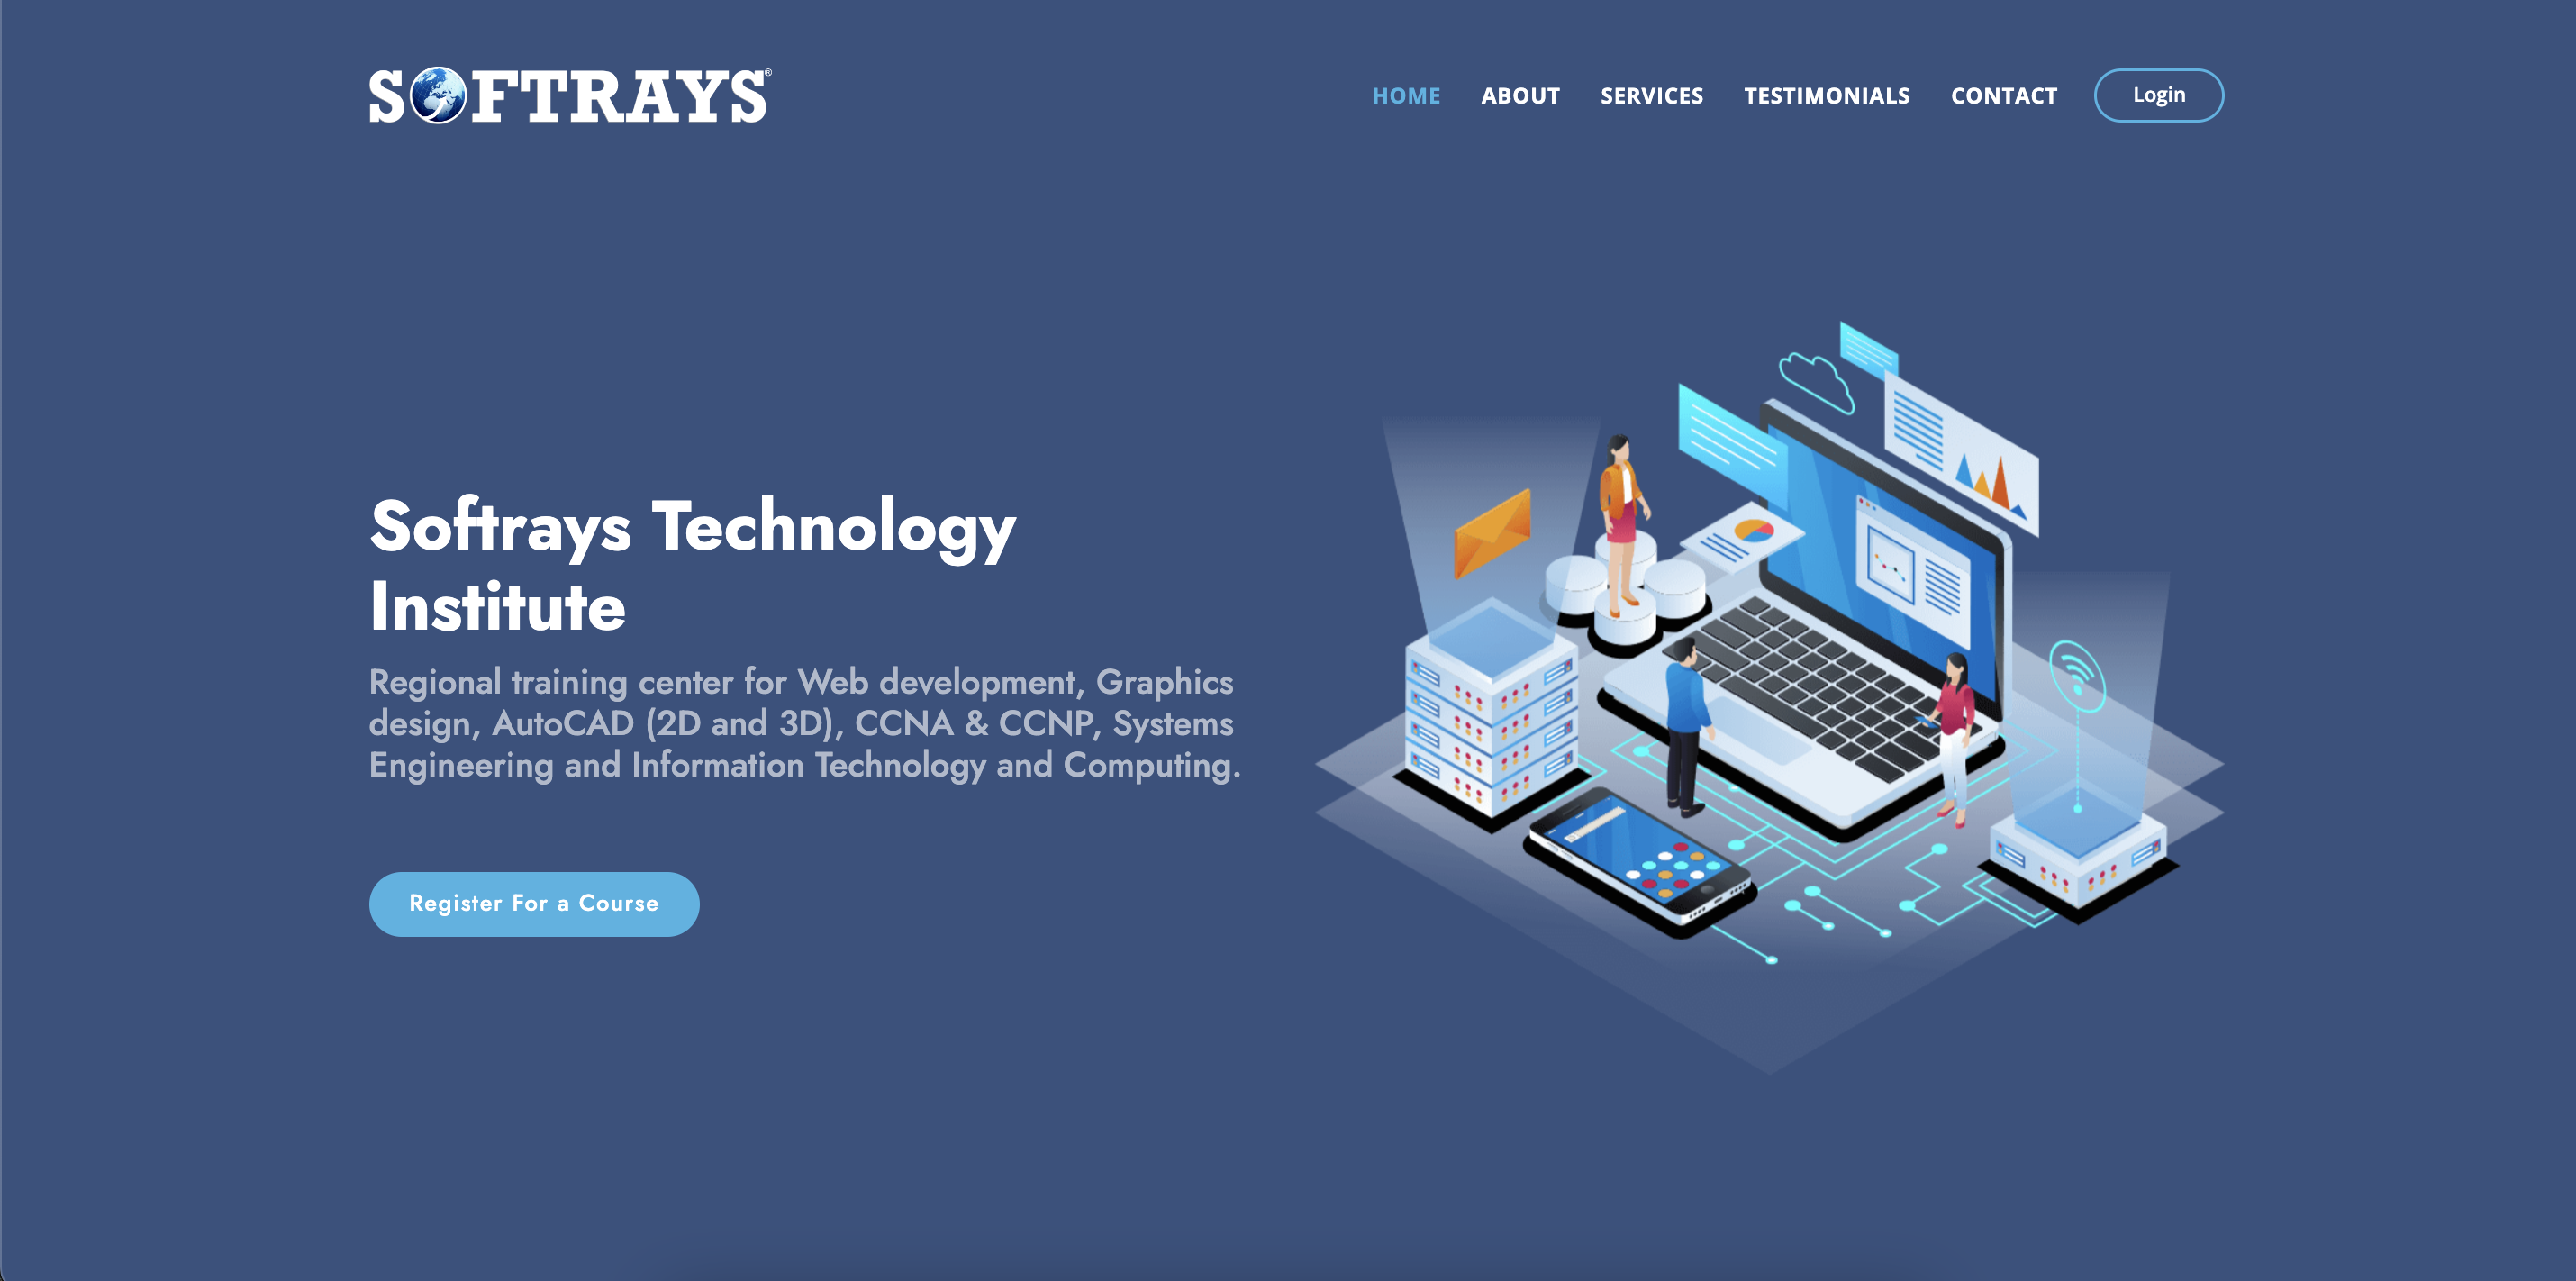 SOFTRAYS®
HOME ABOUT SERVICES TESTIMONIALS CONTACT Login
Softrays Technology
Institute
Regional training center for Web development, Graphics
design, AutoCAD (2D and 3D), CCNA & CCNP, Systems
Engineering and Information Technology and Computing.
Register For a Course